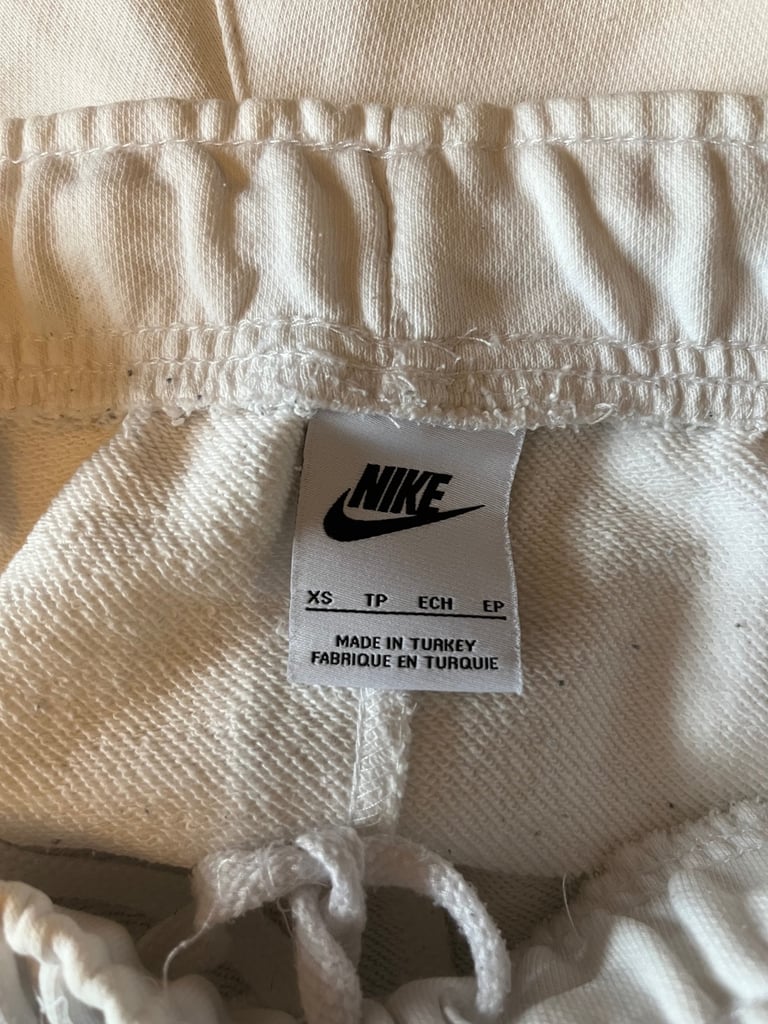 NIKE
XS TP ECH EP
MADE IN TURKEY
FABRIQUE EN TURQUIE